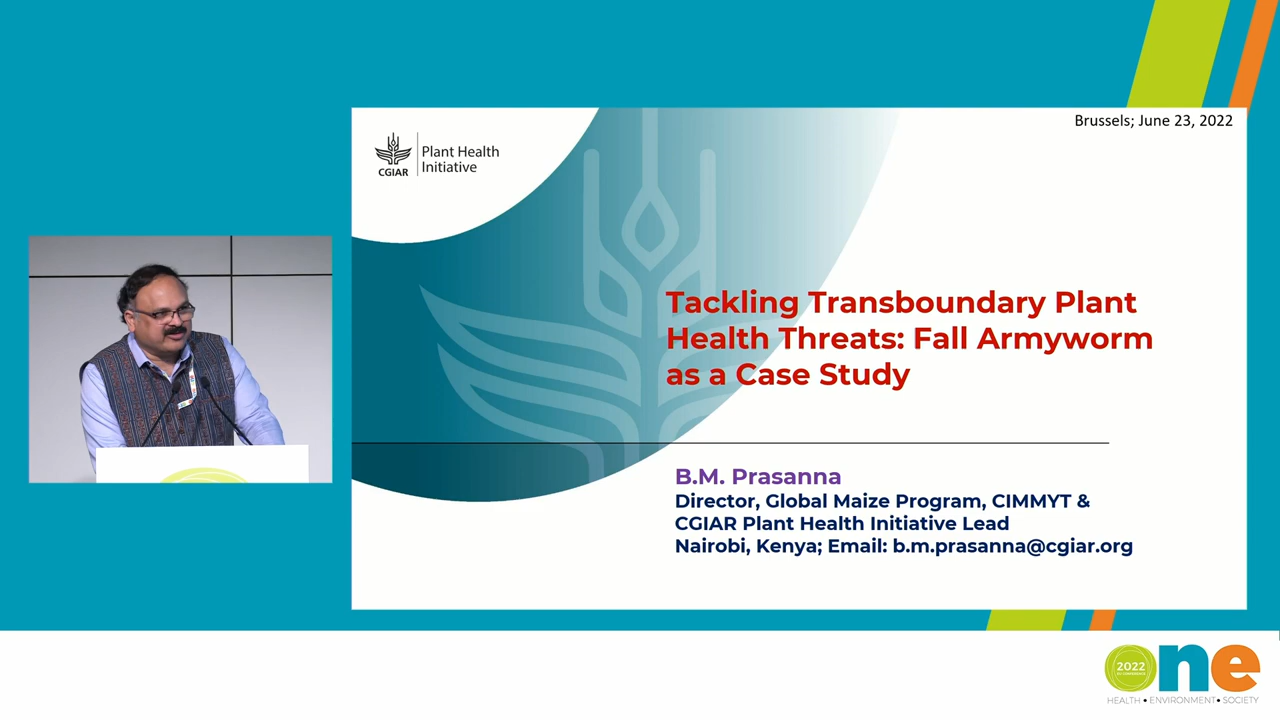 Brussels; June 23, 2022
CGIAR
Plant Health
Initiative
Tackling Transboundary Plant
Health Threats: Fall Armyworm
as a Case Study
B.M. Prasanna
Director, Global Maize Program, CIMMYT &
CGIAR Plant Health Initiative Lead
Nairobi, Kenya; Email: b.m.prasanna@cgiar.org
2022
one
HEALTH • ENVIRONMENT • SOCIETY